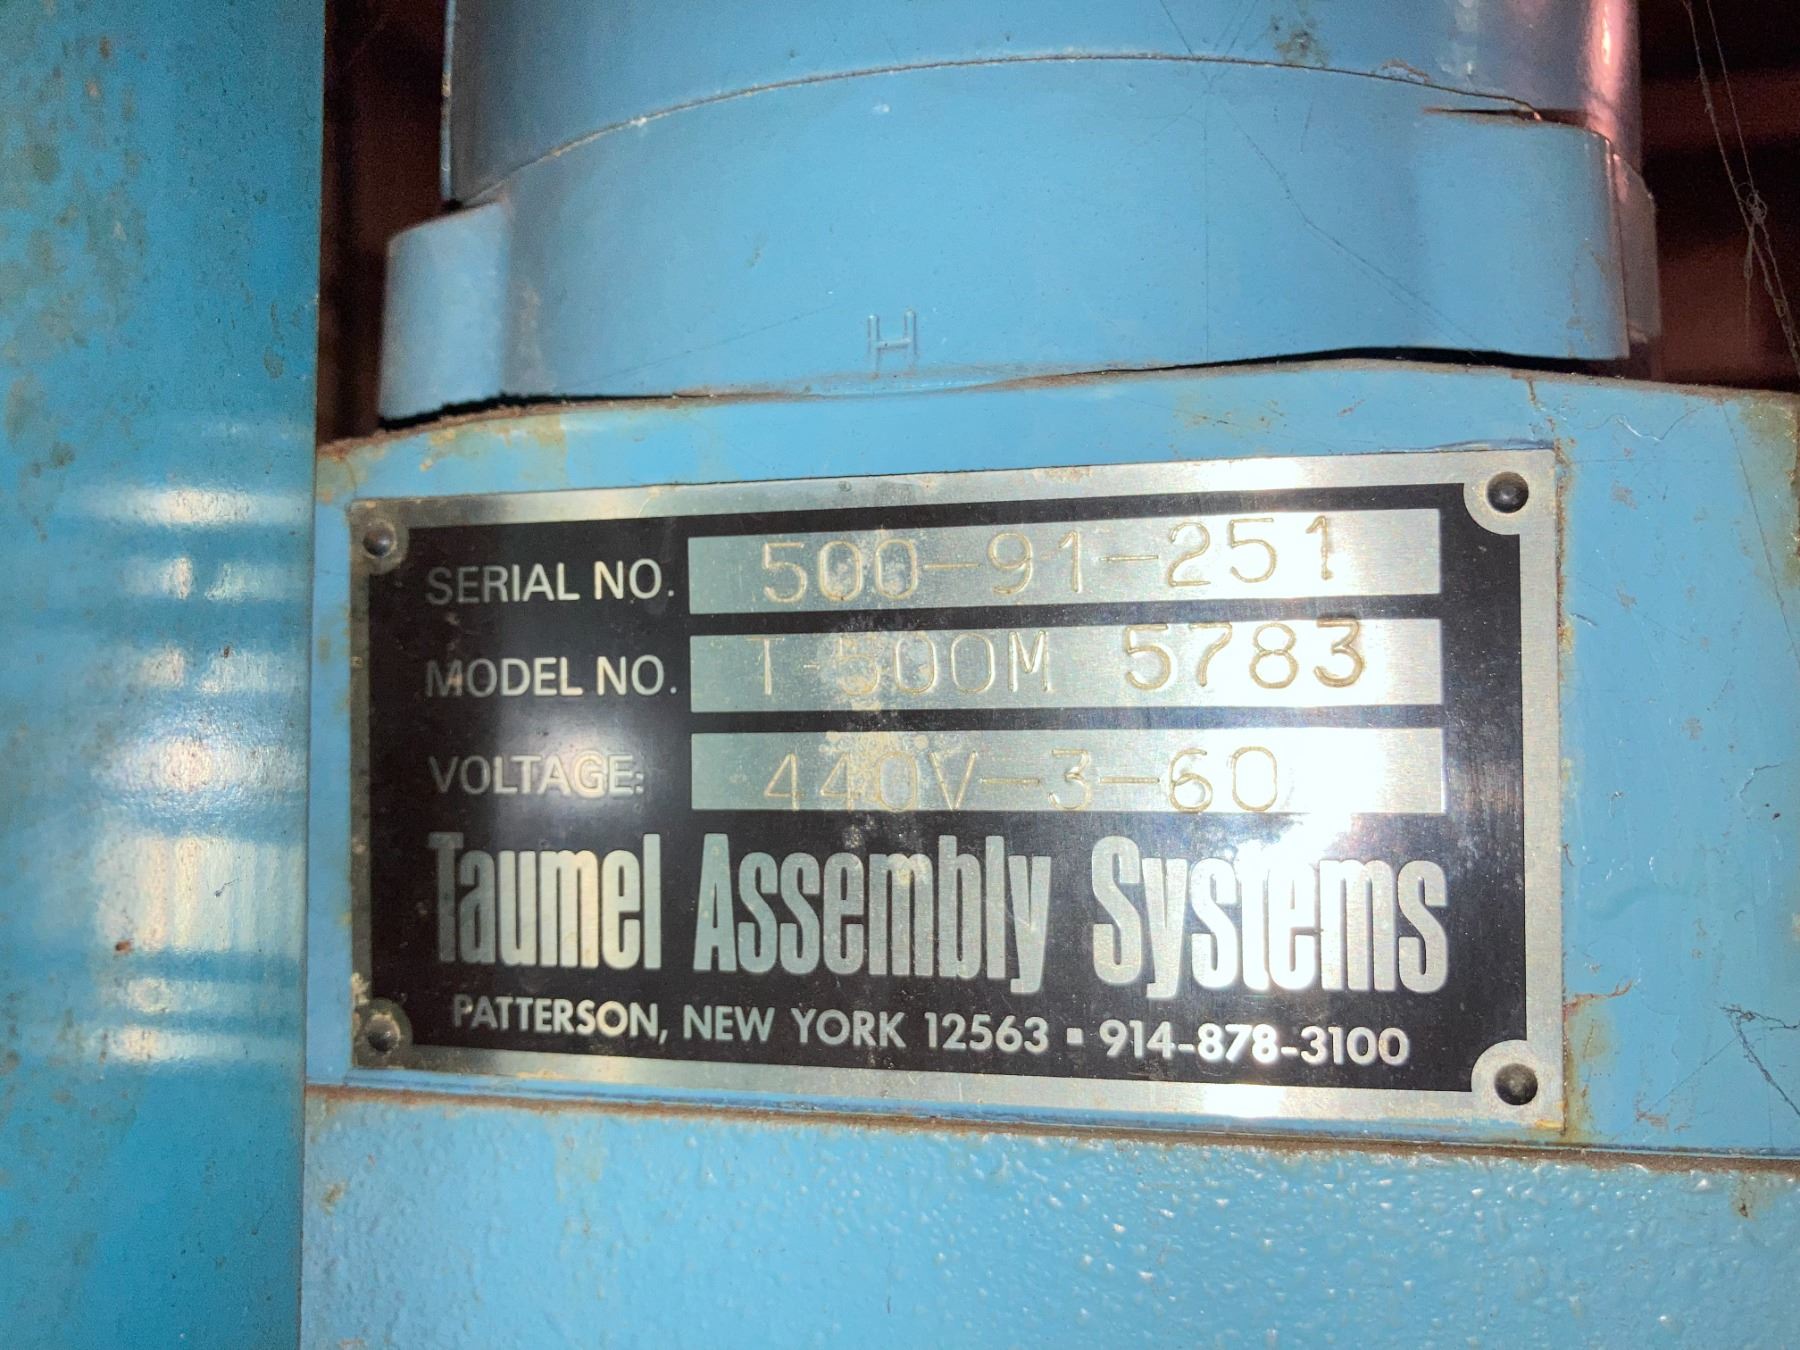 H
SERIAL NO. 500-91-251
MODEL NO. T-500M 5783
VOLTAGE: 440V-3-60
Taumel Assembly Systems
PATTERSON, NEW YORK 12563 ▪ 914-878-3100